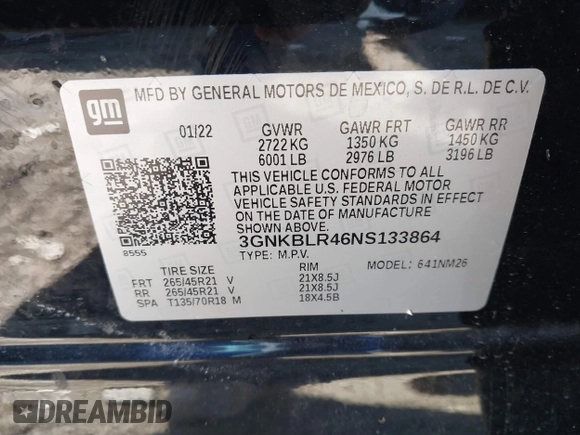 gm
MFD BY GENERAL MOTORS DE MEXICO, S. DE R.L. DE C.V.
01/22 GVWR GAWR FRT GAWR RR
2722 KG 1350 KG 1450 KG
6001 LB 2976 LB 3196 LB
THIS VEHICLE CONFORMS TO ALL
APPLICABLE U.S. FEDERAL MOTOR
VEHICLE SAFETY STANDARDS IN EFFECT
ON THE DATE OF MANUFACTURE
SHOWN ABOVE.
8555 3GNKBLR46NS133864
TYPE: M.P.V. MODEL: 641NM26
TIRE SIZE RIM
FRT 265/45R21 V 21X8.5J
RR 265/45R21 V 21X8.5J
SPA T135/70R18 M 18X4.5B
DREAMBID